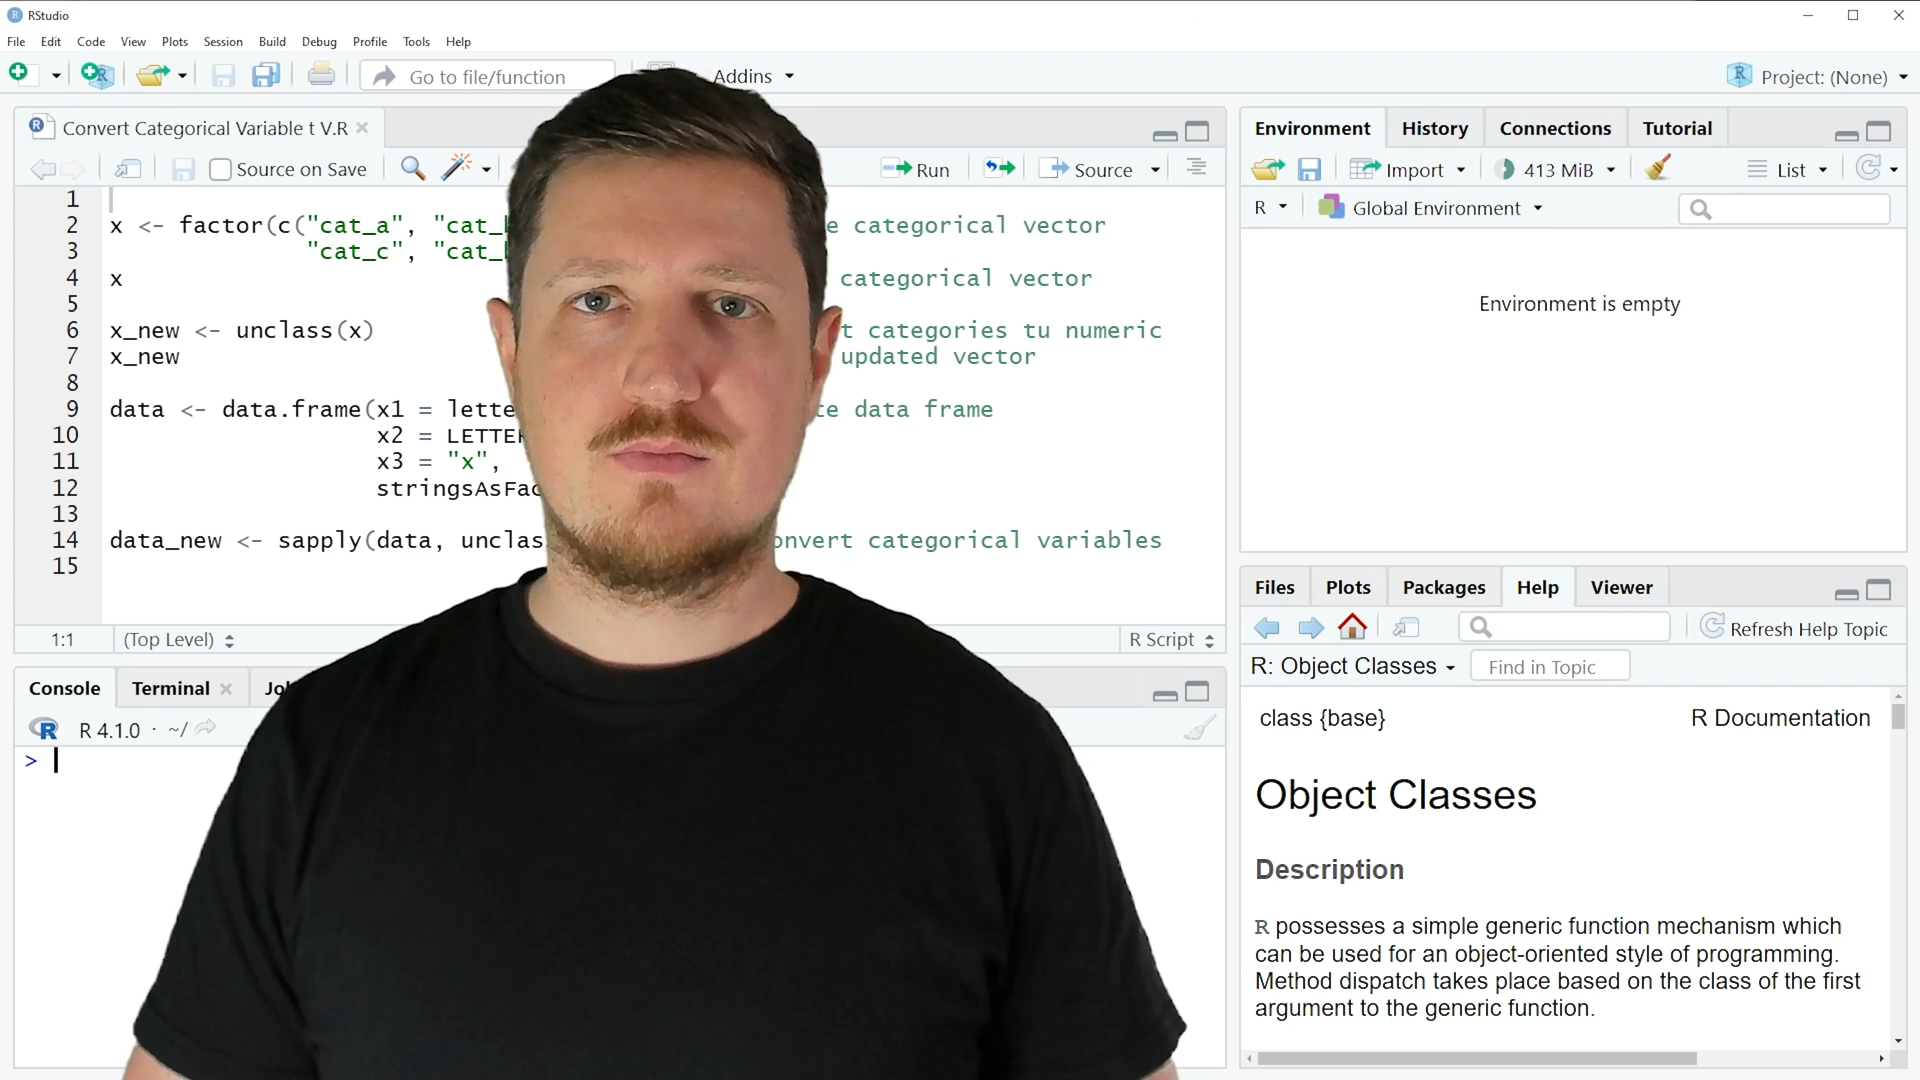 RStudio
File Edit Code View Plots Session Build Debug Profile Tools Help
Go to file/function
Addins
Project: (None)
Convert Categorical Variable t V.R
Source on Save
Run
Source
1
2 x <- factor(c("cat_a", "cat_ categorical vector
3 "cat_c", "cat_
4 x categorical vector
5
6 x_new <- unclass(x) categories tu numeric
7 x_new updated vector
8
9 data <- data.frame(x1 = lette data frame
10 x2 = LETTE
11 x3 = "x",
12 stringsAsFac
13
14 data_new <- sapply(data, unclas onvert categorical variables
15
1:1 (Top Level)
R Script
Console Terminal
R 4.1.0 · ~/
>
Environment History Connections Tutorial
Import
413 MiB
List
R
Global Environment
Environment is empty
Files Plots Packages Help Viewer
Refresh Help Topic
R: Object Classes
Find in Topic
class {base} R Documentation
Object Classes
Description
R possesses a simple generic function mechanism which
can be used for an object-oriented style of programming.
Method dispatch takes place based on the class of the first
argument to the generic function.